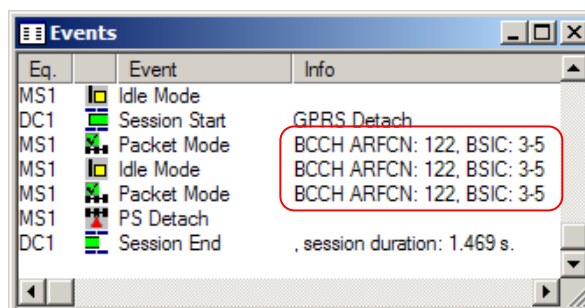 Events
Eq. Event Info
MS1 Idle Mode
DC1 Session Start GPRS Detach
MS1 Packet Mode BCCH ARFCN: 122, BSIC: 3-5
MS1 Idle Mode BCCH ARFCN: 122, BSIC: 3-5
MS1 Packet Mode BCCH ARFCN: 122, BSIC: 3-5
MS1 PS Detach
DC1 Session End , session duration: 1.469 s.